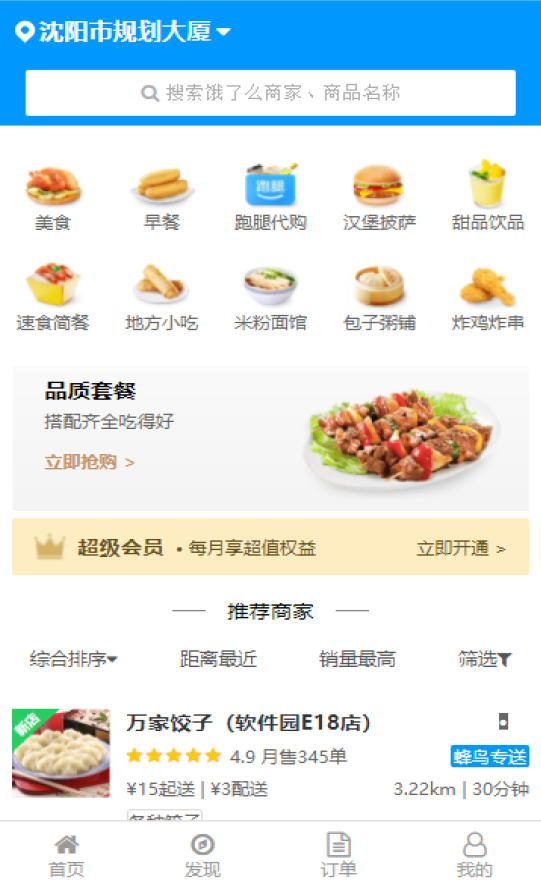 沈阳市规划大厦
搜索饿了么商家、商品名称
美食 早餐 跑腿代购 汉堡披萨 甜品饮品
跑腿
速食简餐 地方小吃 米粉面馆 包子粥铺 炸鸡炸串
品质套餐
搭配齐全吃得好
立即抢购 >
超级会员 • 每月享超值权益 立即开通 >
推荐商家
综合排序 距离最近 销量最高 筛选
新店
万家饺子（软件园E18店）
4.9 月售345单 蜂鸟专送
¥15起送 | ¥3配送 3.22km | 30分钟
各种饺子
首页 发现 订单 我的